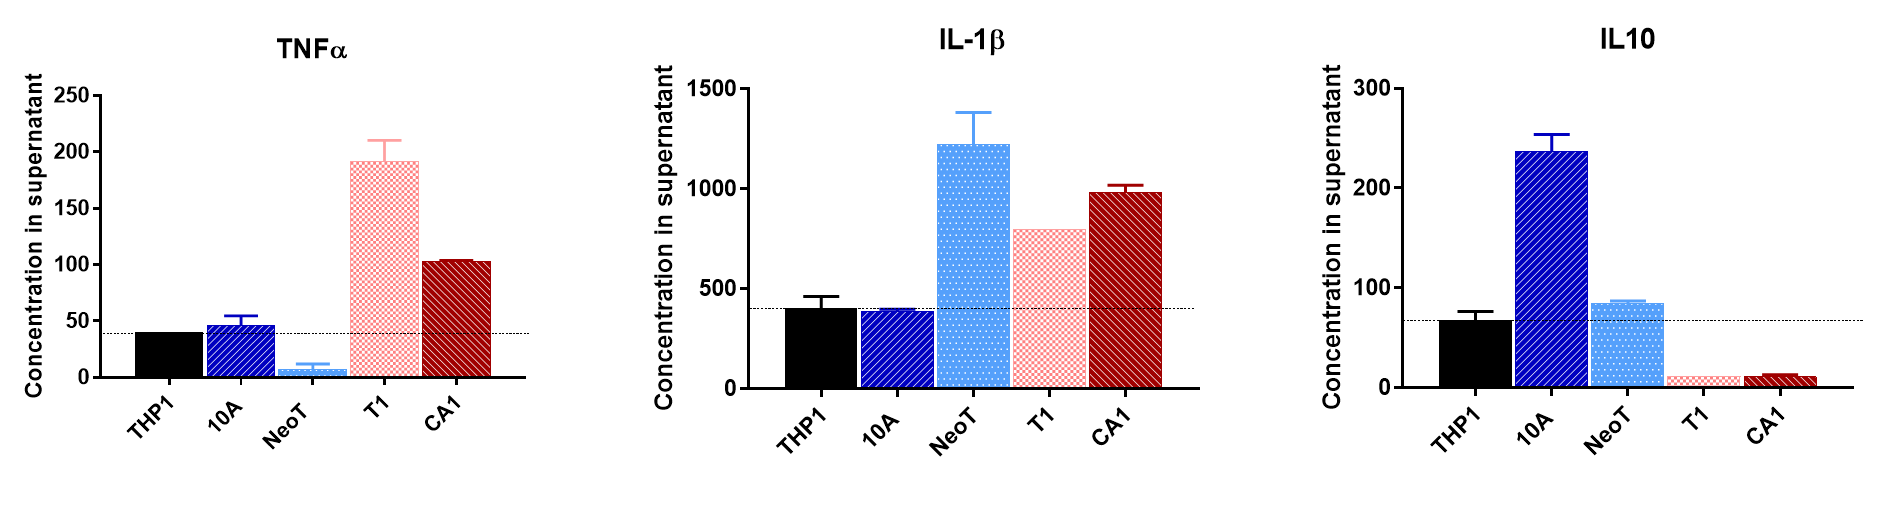 TNFα
Concentration in supernatant
250
200
150
100
50
0
THP1
10A
NeoT
T1
CA1
IL-1β
Concentration in supernatant
1500
1000
500
0
THP1
10A
NeoT
T1
CA1
IL10
Concentration in supernatant
300
200
100
0
THP1
10A
NeoT
T1
CA1